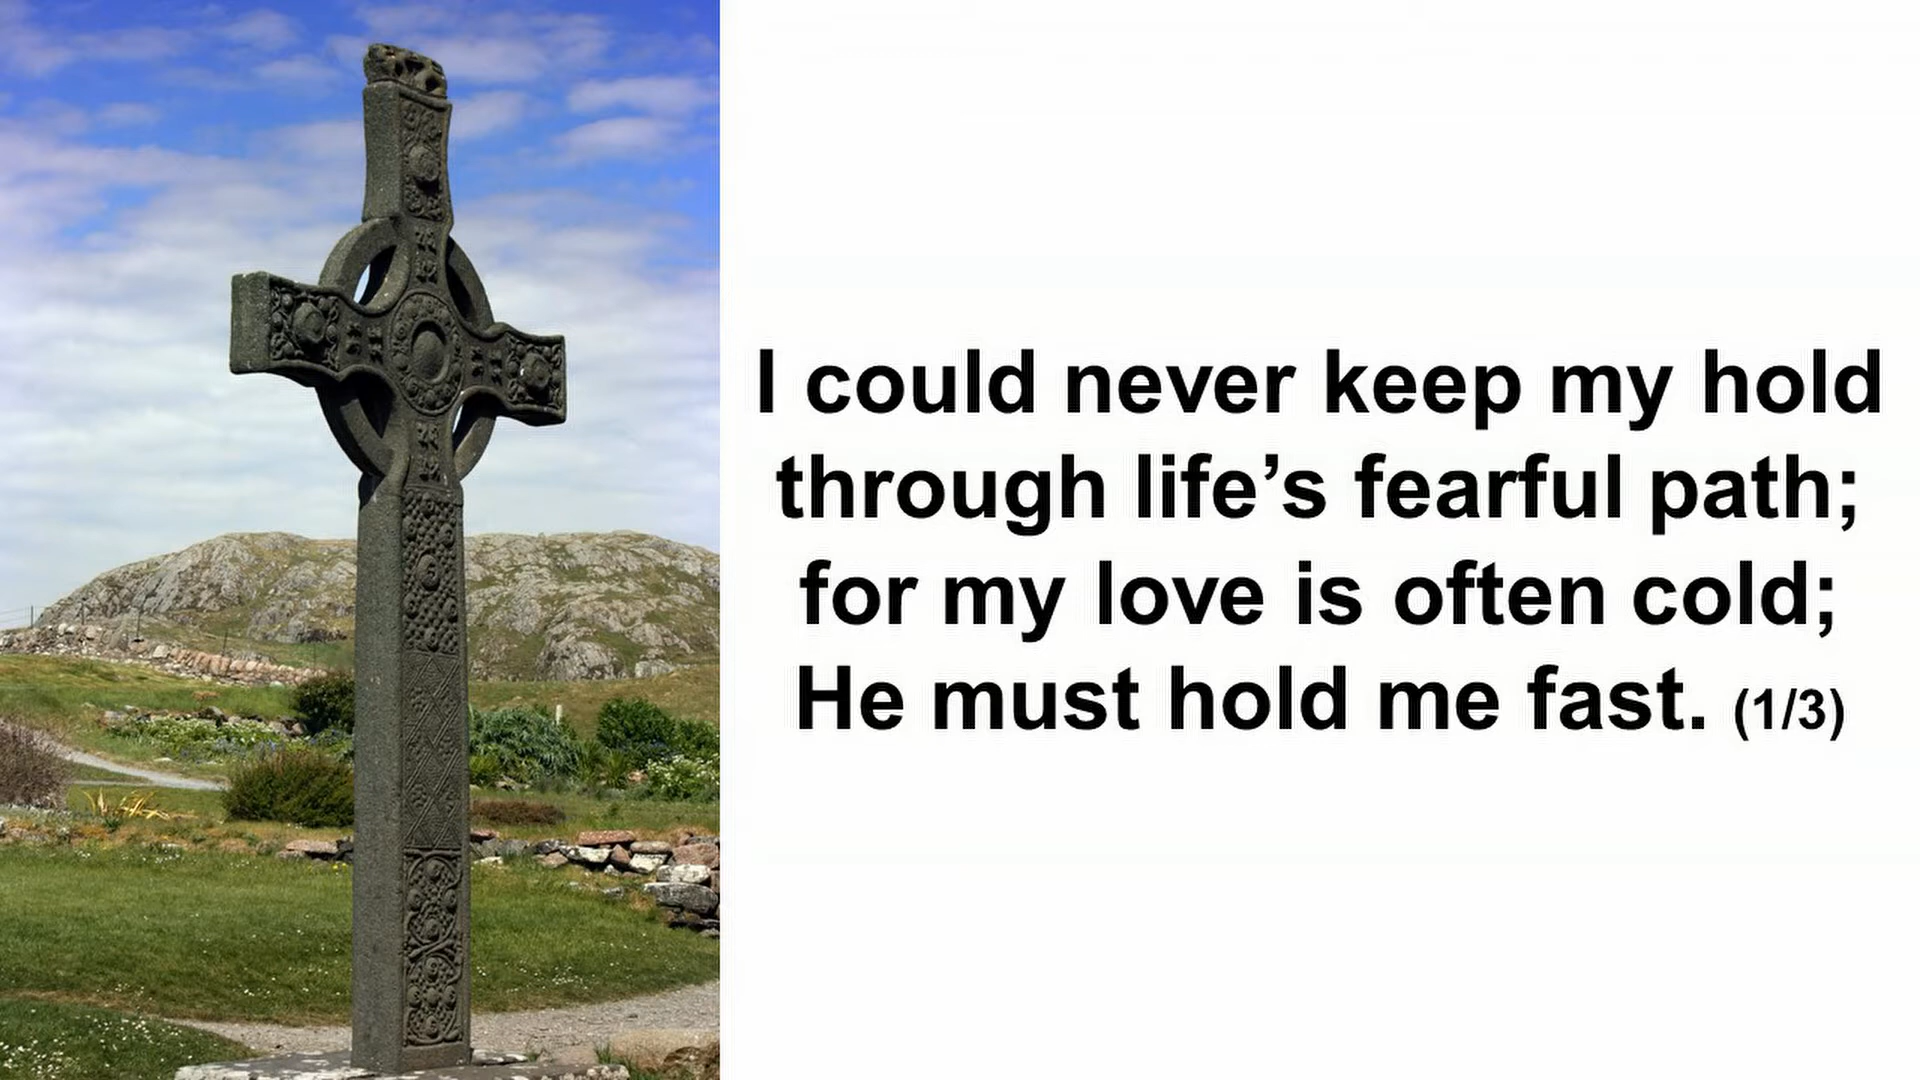 I could never keep my hold
through life’s fearful path;
for my love is often cold;
He must hold me fast. (1/3)